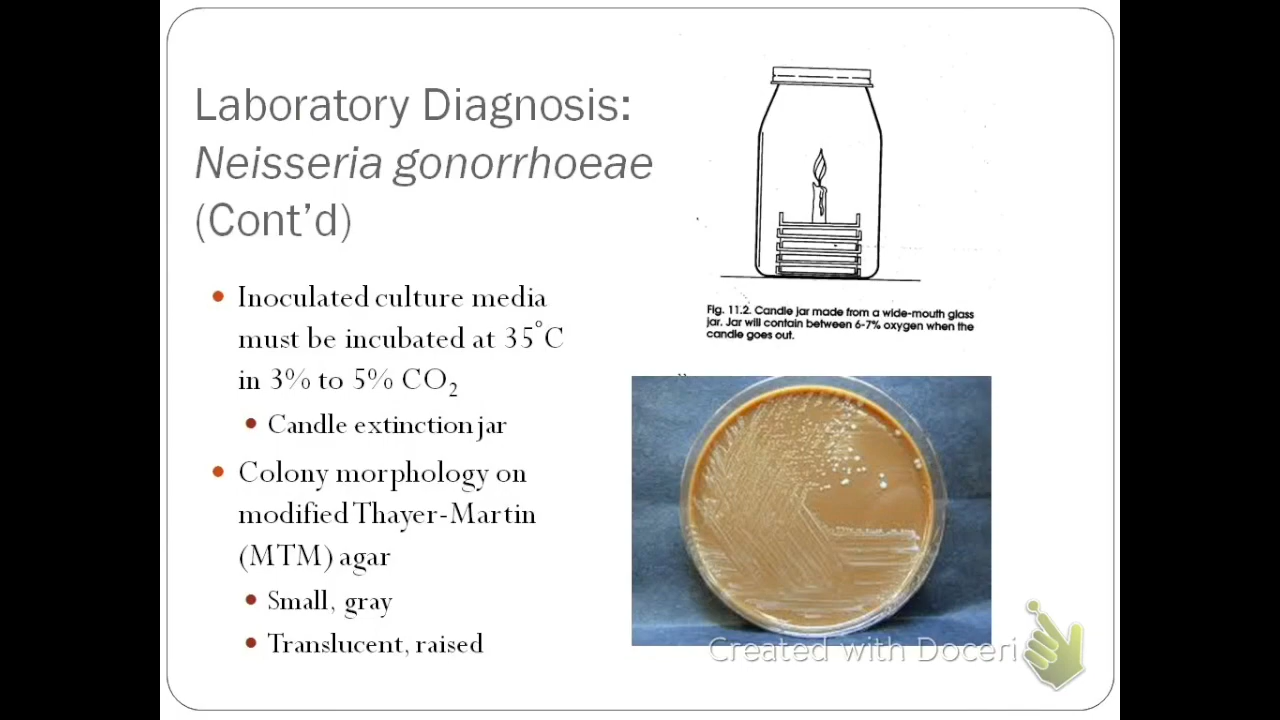 Laboratory Diagnosis:
Neisseria gonorrhoeae
(Cont’d)
Inoculated culture media
must be incubated at 35°C
in 3% to 5% CO₂
Candle extinction jar
Colony morphology on
modified Thayer-Martin
(MTM) agar
Small, gray
Translucent, raised
Fig. 11.2. Candle jar made from a wide-mouth glass
jar. Jar will contain between 6-7% oxygen when the
candle goes out.
Created with Doceri